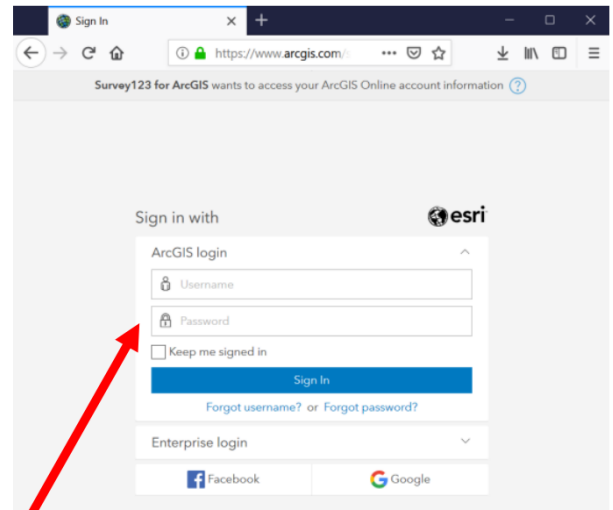 Sign In
https://www.arcgis.com/
Survey123 for ArcGIS wants to access your ArcGIS Online account information ?
Sign in with esri
ArcGIS login
Username
Password
Keep me signed in
Sign In
Forgot username? or Forgot password?
Enterprise login
Facebook Google